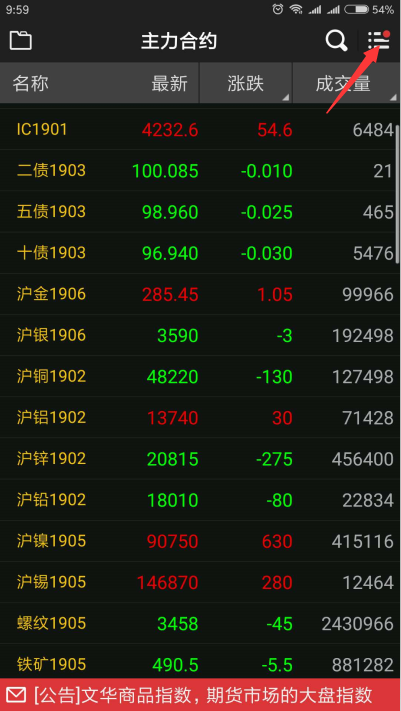 9:59 54%
主力合约
名称 最新 涨跌 成交量
IC1901 4232.6 54.6 6484
二债1903 100.085 -0.010 21
五债1903 98.960 -0.025 465
十债1903 96.940 -0.030 5476
沪金1906 285.45 1.05 99966
沪银1906 3590 -3 192498
沪铜1902 48220 -130 127498
沪铝1902 13740 30 71428
沪锌1902 20815 -275 456400
沪铅1902 18010 -80 22834
沪镍1905 90750 630 415116
沪锡1905 146870 280 12464
螺纹1905 3458 -45 2430966
铁矿1905 490.5 -5.5 881282
[公告]文华商品指数，期货市场的大盘指数